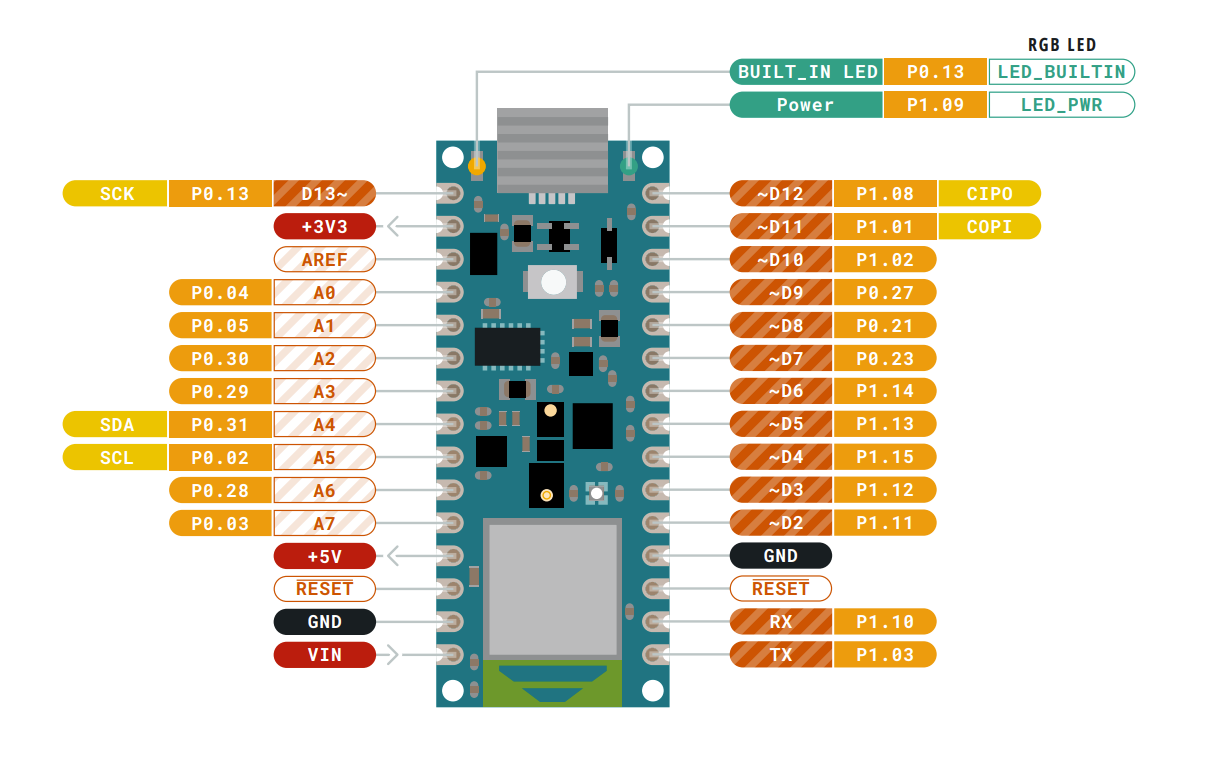 RGB LED
BUILT_IN LED P0.13 LED_BUILTIN
Power P1.09 LED_PWR
SCK P0.13 D13~
+3V3
AREF
P0.04 A0
P0.05 A1
P0.30 A2
P0.29 A3
SDA P0.31 A4
SCL P0.02 A5
P0.28 A6
P0.03 A7
+5V
RESET
GND
VIN
~D12 P1.08 CIPO
~D11 P1.01 COPI
~D10 P1.02
~D9 P0.27
~D8 P0.21
~D7 P0.23
~D6 P1.14
~D5 P1.13
~D4 P1.15
~D3 P1.12
~D2 P1.11
GND
RESET
RX P1.10
TX P1.03